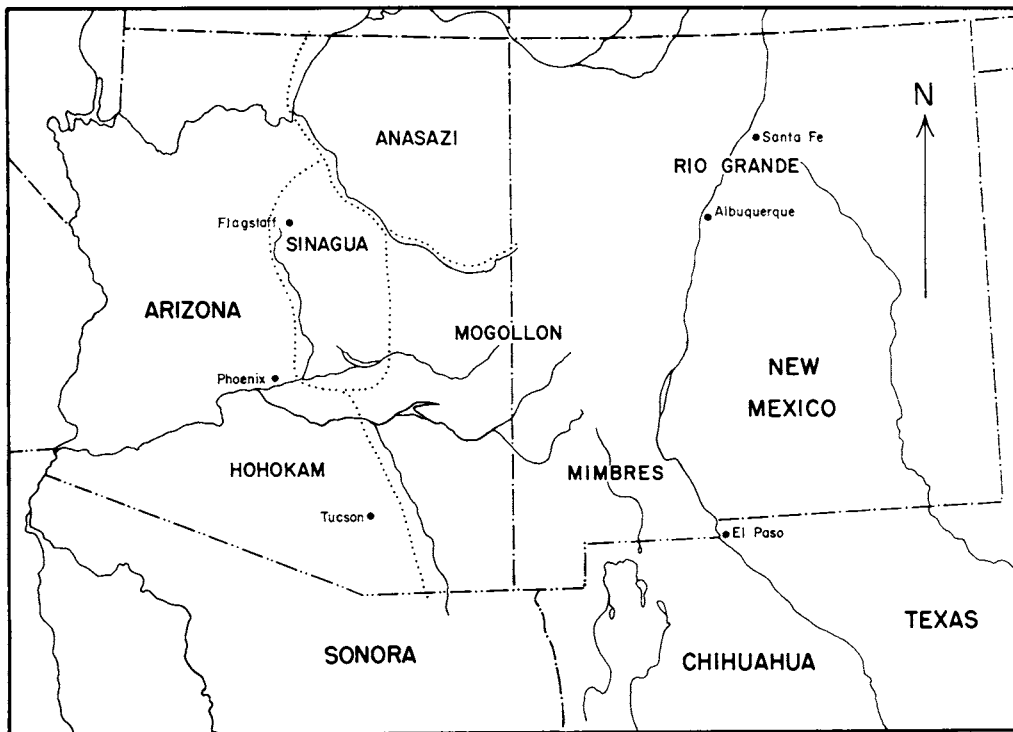 N
ANASAZI
Santa Fe
RIO GRANDE
Albuquerque
Flagstaff
SINAGUA
ARIZONA
MOGOLLON
Phoenix
NEW
MEXICO
HOHOKAM
MIMBRES
Tucson
El Paso
TEXAS
SONORA
CHIHUAHUA